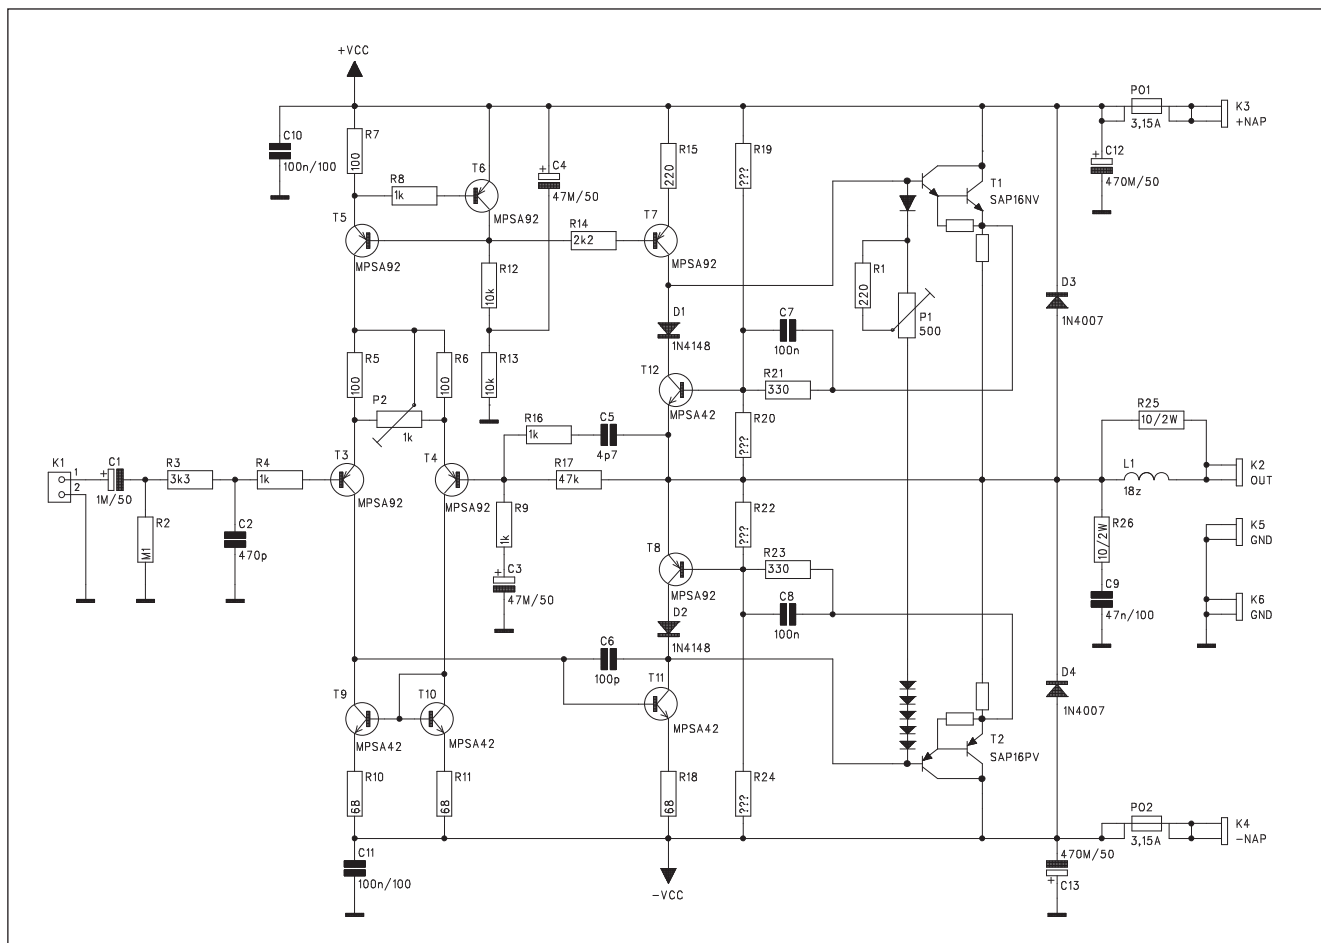 +VCC
PO1
3,15A
K3
+NAP
C10
100n/100
R7
100
R8
1k
T6
MPSA92
C4
+
47M/50
R15
220
R19
???
T1
SAP16NV
+
C12
470M/50
T5
MPSA92
R14
2k2
T7
MPSA92
R12
10k
R1
220
P1
500
D3
1N4007
D1
1N4148
C7
100n
R5
100
R6
100
R13
10k
T12
MPSA42
R21
330
P2
1k
R16
1k
C5
4p7
R20
???
R25
10/2W
K1
1
2
C1
+
1M/50
R3
3k3
R4
1k
T3
MPSA92
T4
MPSA92
R17
47k
L1
18z
K2
OUT
R2
M1
C2
470p
R9
1k
R22
???
R26
10/2W
K5
GND
T8
MPSA92
R23
330
C3
+
47M/50
C8
100n
C9
47n/100
K6
GND
D2
1N4148
C6
100p
D4
1N4007
T9
MPSA42
T10
MPSA42
T11
MPSA42
T2
SAP16PV
R10
68
R11
68
R18
68
R24
???
PO2
3,15A
K4
-NAP
C11
100n/100
470M/50
C13
+
-VCC